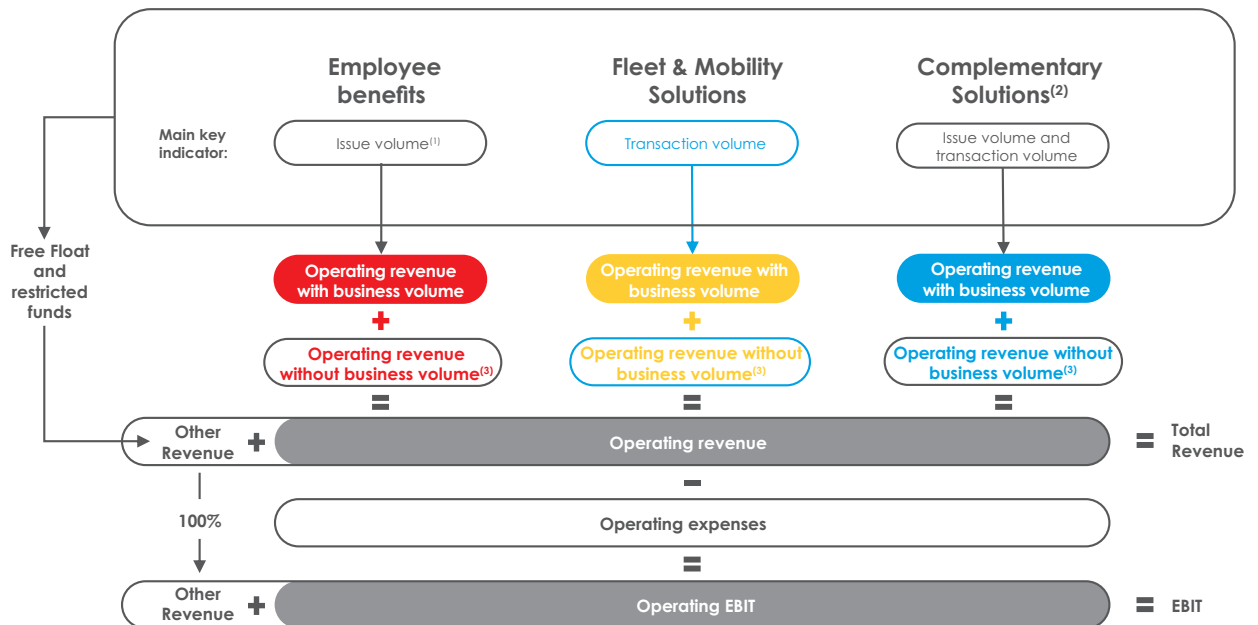 Employee
benefits
Fleet & Mobility
Solutions
Complementary
Solutions(2)
Main key
indicator:
Issue volume(1)
Transaction volume
Issue volume and
transaction volume
Free Float
and
restricted
funds
Operating revenue
with business volume
Operating revenue with
business volume
Operating revenue
with business volume
+
+
+
Operating revenue
without business volume(3)
Operating revenue without
business volume(3)
Operating revenue without
business volume(3)
=
=
=
Other
Revenue
+
Operating revenue
=
Total
Revenue
-
100%
Operating expenses
=
Other
Revenue
+
Operating EBIT
=
EBIT